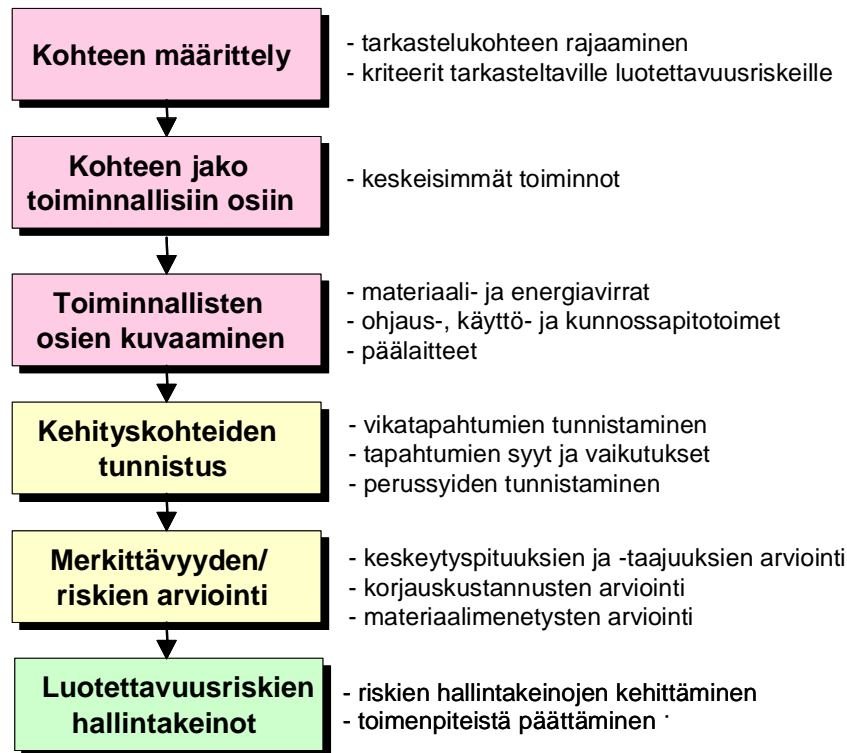 Kohteen määrittely
- tarkastelukohteen rajaaminen
- kriteerit tarkasteltaville luotettavuusriskeille
Kohteen jako
toiminnallisiin osiin
- keskeisimmät toiminnot
Toiminnallisten
osien kuvaaminen
- materiaali- ja energiavirrat
- ohjaus-, käyttö- ja kunnossapitotoimet
- päälaitteet
Kehityskohteiden
tunnistus
- vikatapahtumien tunnistaminen
- tapahtumien syyt ja vaikutukset
- perussyiden tunnistaminen
Merkittävyyden/
riskien arviointi
- keskeytyspituuksien ja -taajuuksien arviointi
- korjauskustannusten arviointi
- materiaalimenetysten arviointi
Luotettavuusriskien
hallintakeinot
- riskien hallintakeinojen kehittäminen
- toimenpiteistä päättäminen